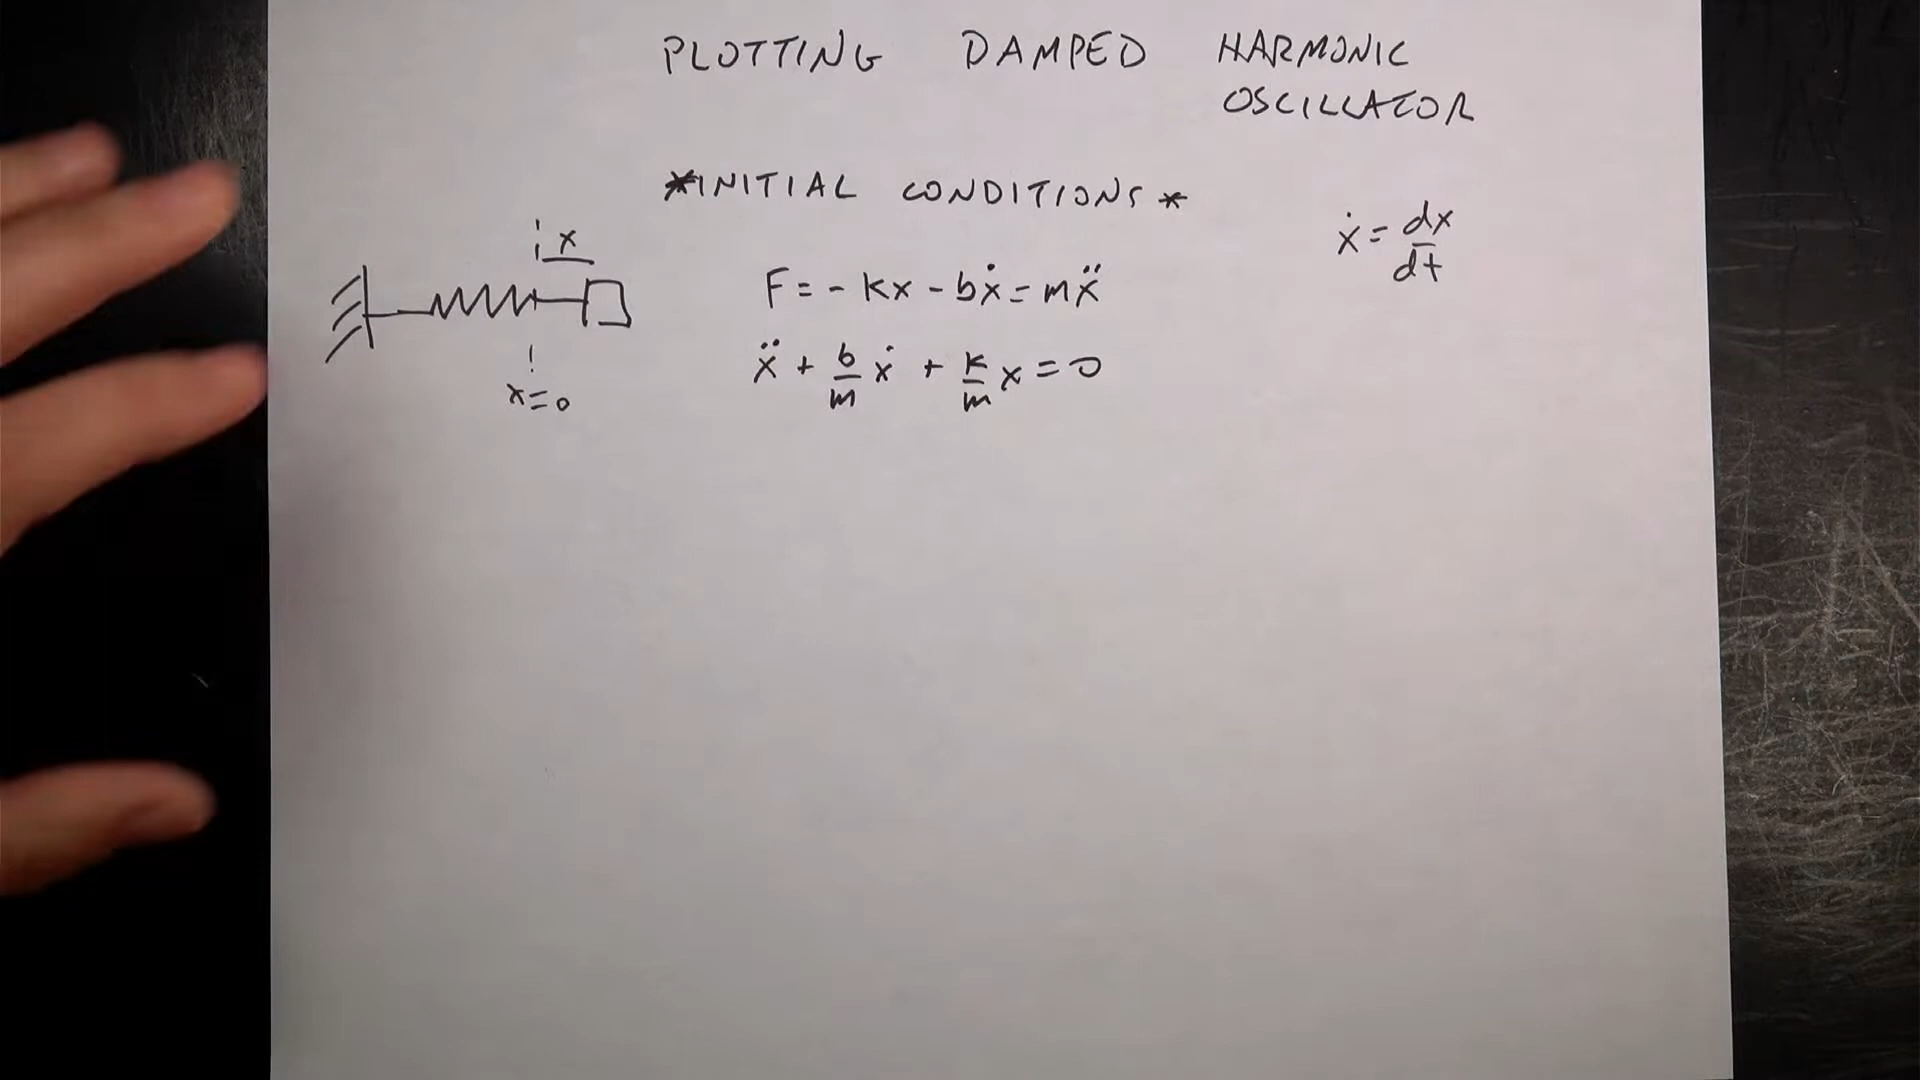 PLOTTING DAMPED HARMONIC
OSCILLATOR
*INITIAL CONDITIONS*
ẋ = dx/dt
x
x=0
F = - kx - bẋ = mẍ
ẍ + b/m ẋ + k/m x = 0